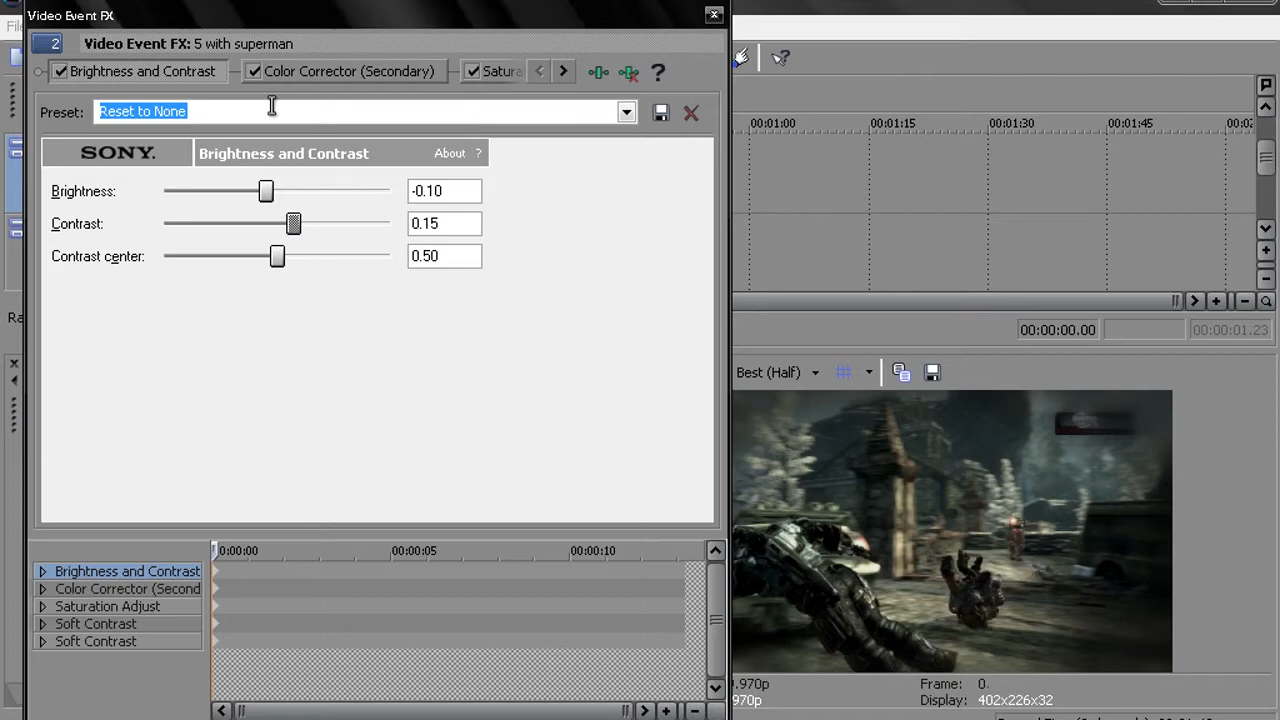 Video Event FX
2
Video Event FX: 5 with superman
Brightness and Contrast
Color Corrector (Secondary)
Satura
Preset:
Reset to None
SONY.
Brightness and Contrast
About ?
Brightness:
-0.10
Contrast:
0.15
Contrast center:
0.50
0:00:00
00:00:05
00:00:10
Brightness and Contrast
Color Corrector (Second
Saturation Adjust
Soft Contrast
Soft Contrast
00:01:00
00:01:15
00:01:30
00:01:45
00:02
00:00:00.00
00:00:01.23
Best (Half)
.970p
Frame: 0.
970p
Display: 402x226x32